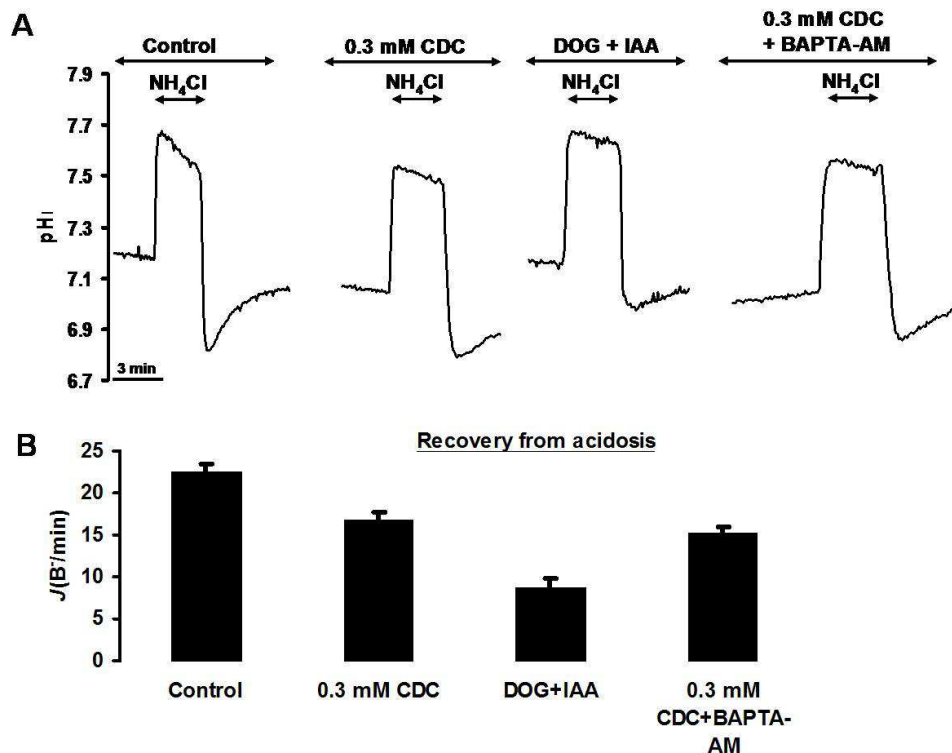 A
Control
0.3 mM CDC
DOG + IAA
0.3 mM CDC
+ BAPTA-AM
NH₄Cl
NH₄Cl
NH₄Cl
NH₄Cl
pHi
7.9
7.7
7.5
7.3
7.1
6.9
6.7
3 min
B
Recovery from acidosis
J(B⁻/min)
25
20
15
10
5
0
Control
0.3 mM CDC
DOG+IAA
0.3 mM
CDC+BAPTA-
AM